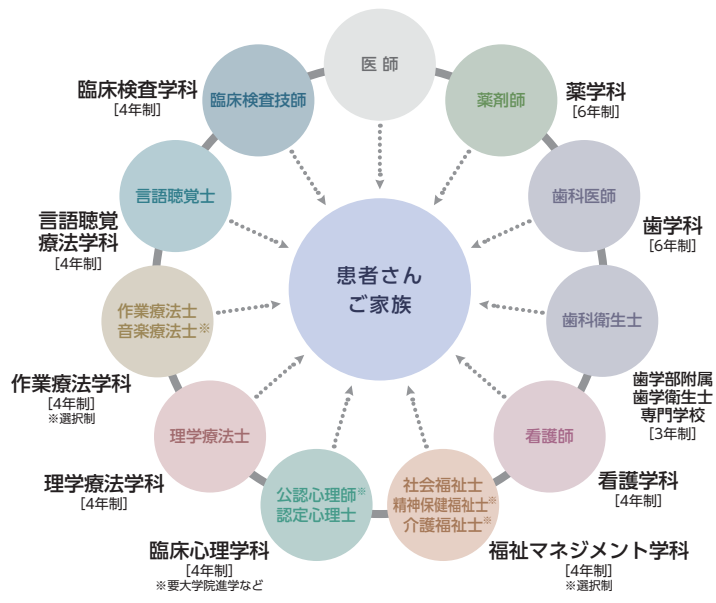 医 師
薬剤師
薬学科
[6年制]
歯科医師
歯学科
[6年制]
歯科衛生士
歯学部附属
歯学衛生士
専門学校
[3年制]
看護師
看護学科
[4年制]
社会福祉士
精神保健福祉士※
介護福祉士※
福祉マネジメント学科
[4年制]
※選択制
公認心理師※
認定心理士
臨床心理学科
[4年制]
※要大学院進学など
理学療法士
理学療法学科
[4年制]
作業療法士
音楽療法士※
作業療法学科
[4年制]
※選択制
言語聴覚士
言語聴覚
療法学科
[4年制]
臨床検査技師
臨床検査学科
[4年制]
患者さん
ご家族